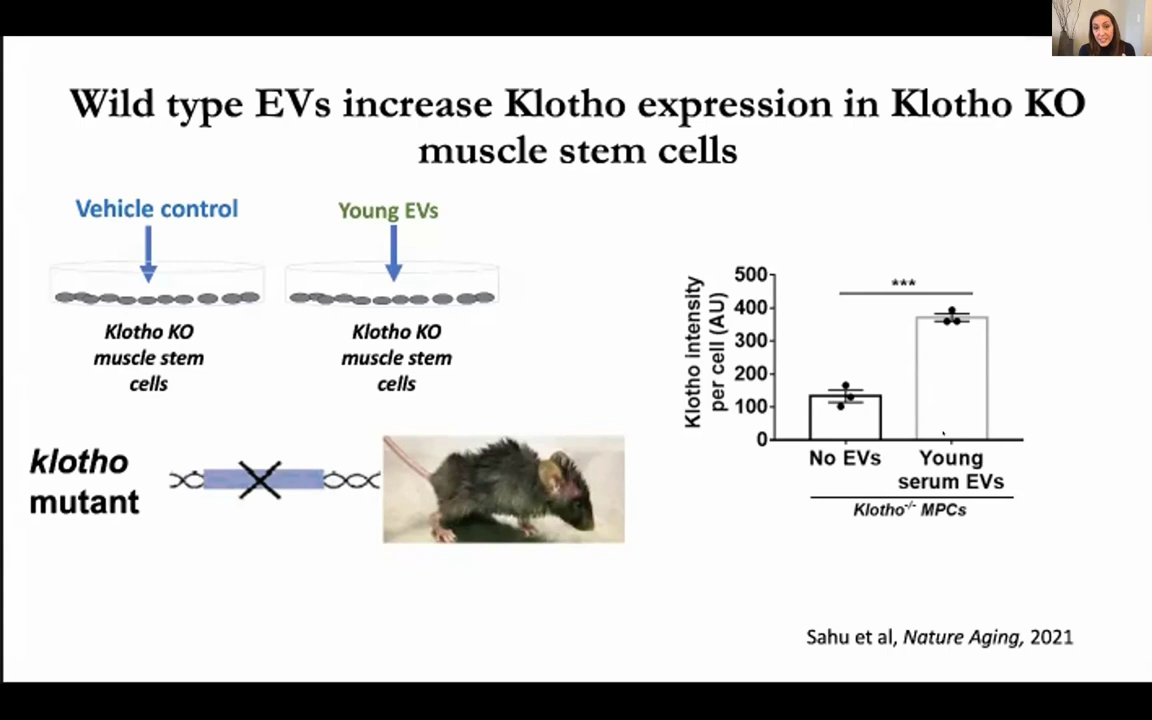 Wild type EVs increase Klotho expression in Klotho KO
muscle stem cells
Vehicle control
Young EVs
Klotho KO
muscle stem
cells
Klotho KO
muscle stem
cells
klotho
mutant
Klotho intensity
per cell (AU)
500
400
300
200
100
0
***
No EVs
Young
serum EVs
Klotho-/- MPCs
Sahu et al, Nature Aging, 2021